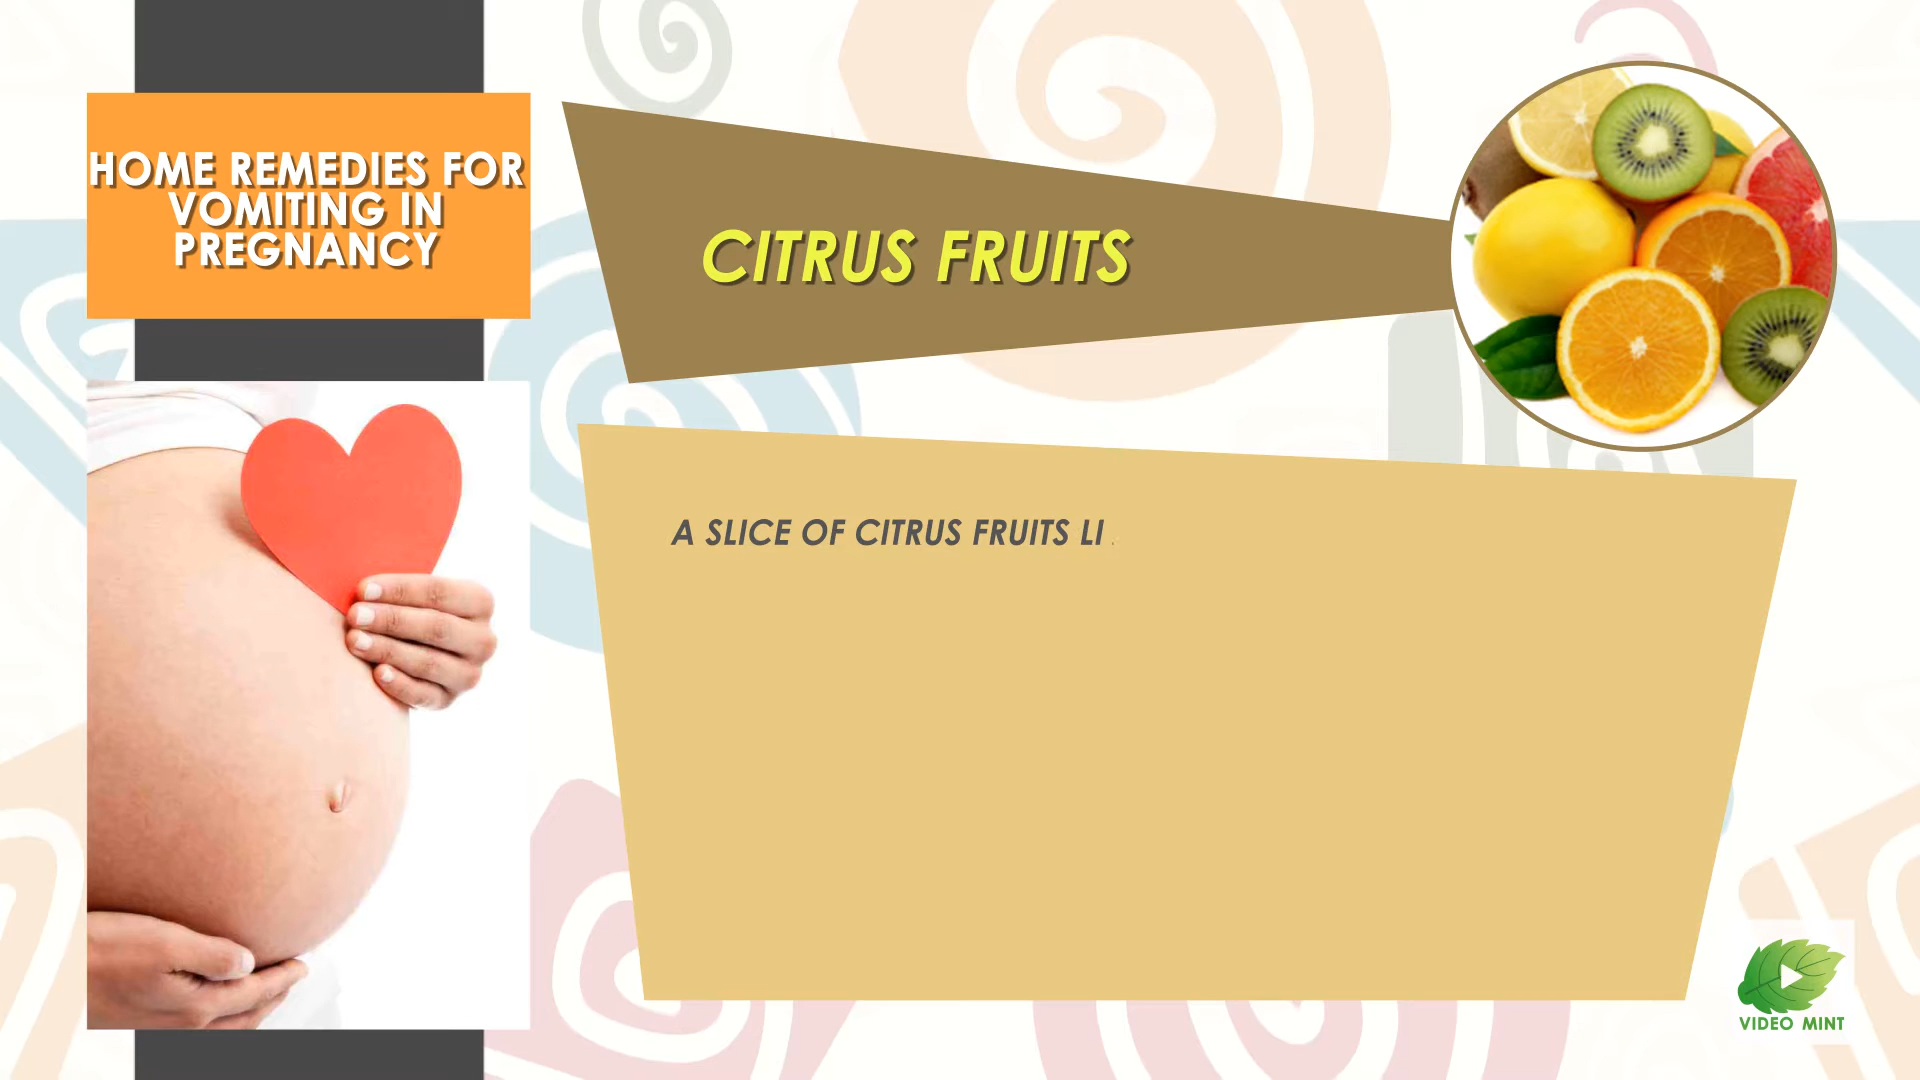 HOME REMEDIES FOR
VOMITING IN
PREGNANCY
CITRUS FRUITS
A SLICE OF CITRUS FRUITS LI
VIDEO MINT